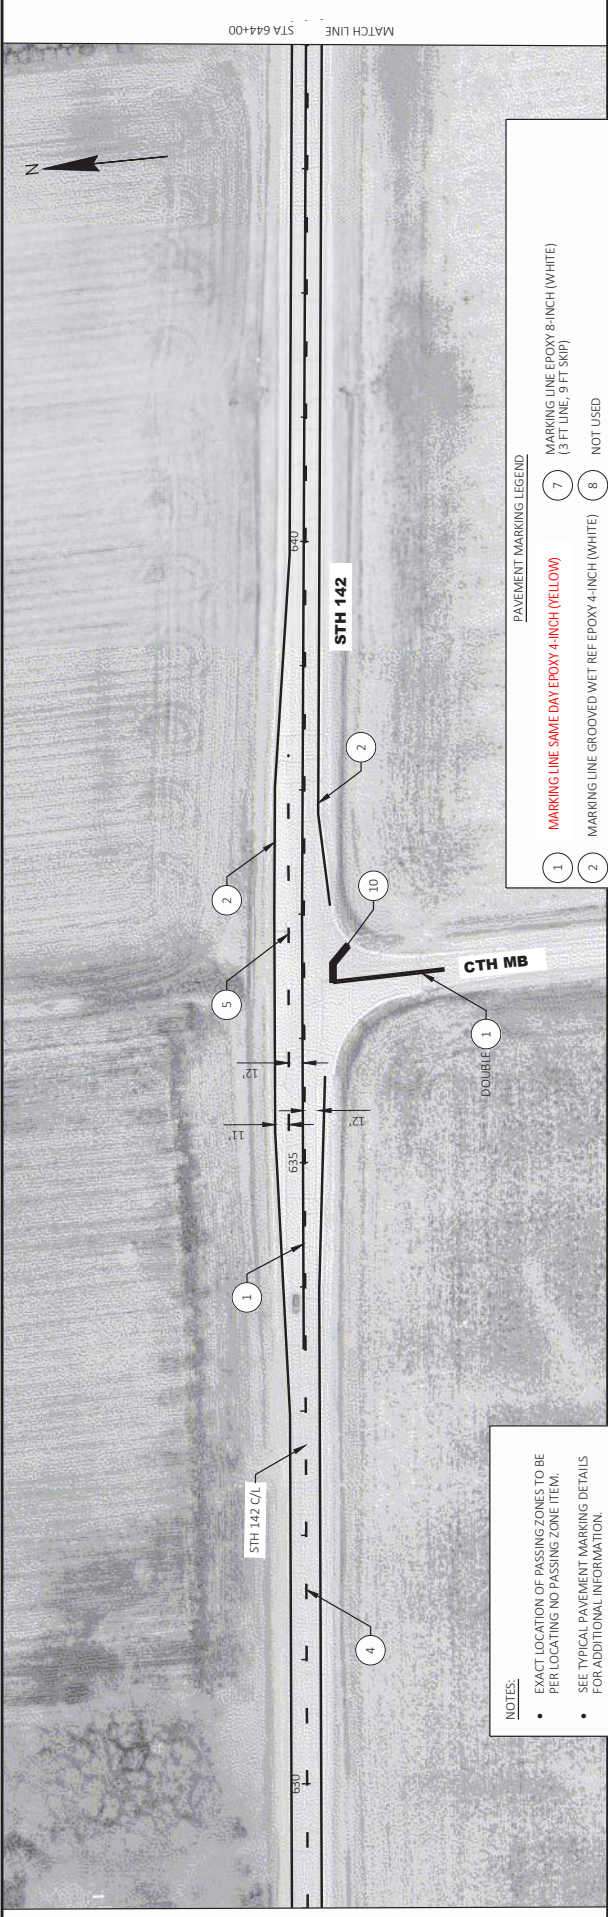 STA 644+00
MATCH LINE
N
640
STH 142
2
2
5
10
CTH MB
1
DOUBLE
12'
11'
12'
635
1
STH 142 C/L
4
630
PAVEMENT MARKING LEGEND
1 MARKING LINE SAME DAY EPOXY 4-INCH (YELLOW)
2 MARKING LINE GROOVED WET REF EPOXY 4-INCH (WHITE)
7 MARKING LINE EPOXY 8-INCH (WHITE)
(3 FT LINE, 9 FT SKIP)
8 NOT USED
NOTES:
• EXACT LOCATION OF PASSING ZONES TO BE
PER LOCATING NO PASSING ZONE ITEM.
• SEE TYPICAL PAVEMENT MARKING DETAILS
FOR ADDITIONAL INFORMATION.